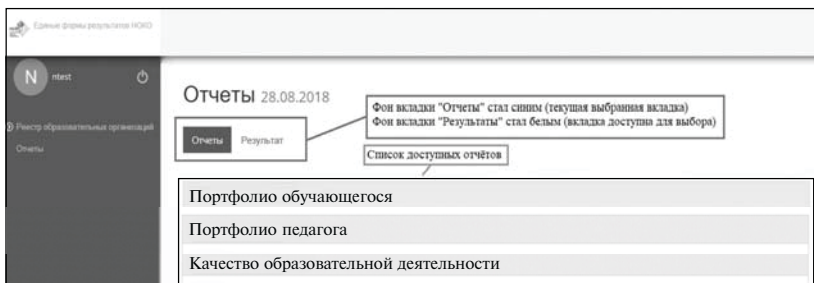 Единые формы результатов НОКО
N ntest
Отчеты 28.08.2018
Фон вкладки "Отчеты" стал синим (текущая выбранная вкладка)
Фон вкладки "Результаты" стал белым (вкладка доступна для выбора)
Реестр образовательных организаций
Отчеты
Отчеты Результат
Список доступных отчётов
Портфолио обучающегося
Портфолио педагога
Качество образовательной деятельности